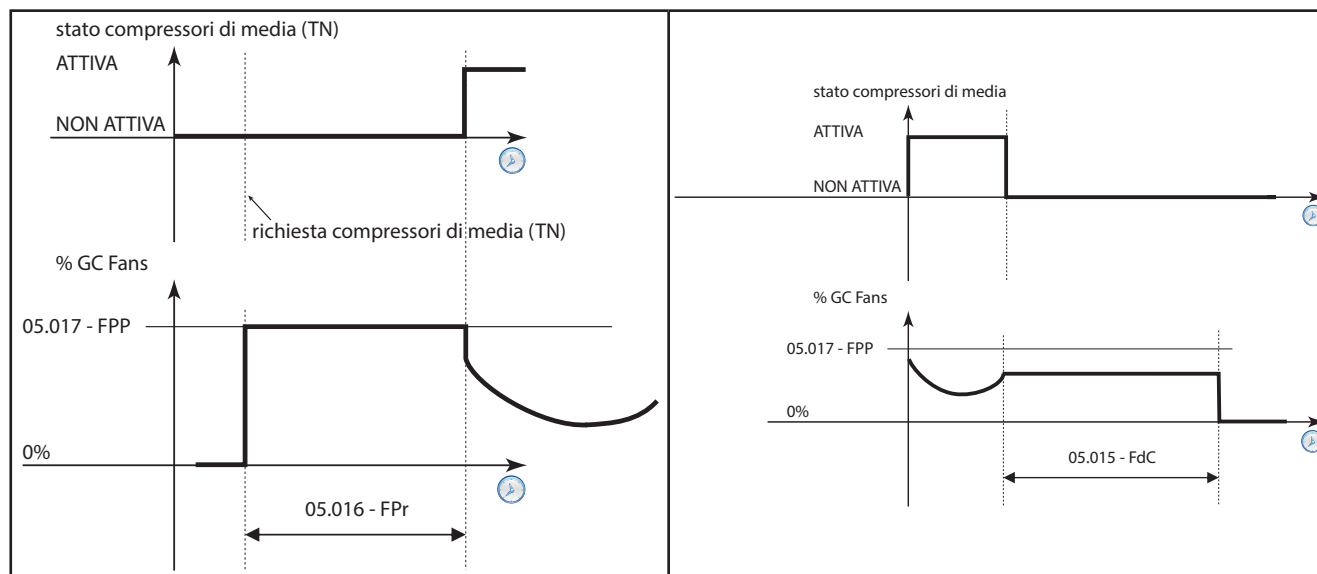 stato compressori di media (TN)
ATTIVA
NON ATTIVA
richiesta compressori di media (TN)
% GC Fans
05.017 - FPP
0%
05.016 - FPr
stato compressori di media
ATTIVA
NON ATTIVA
% GC Fans
05.017 - FPP
0%
05.015 - FdC